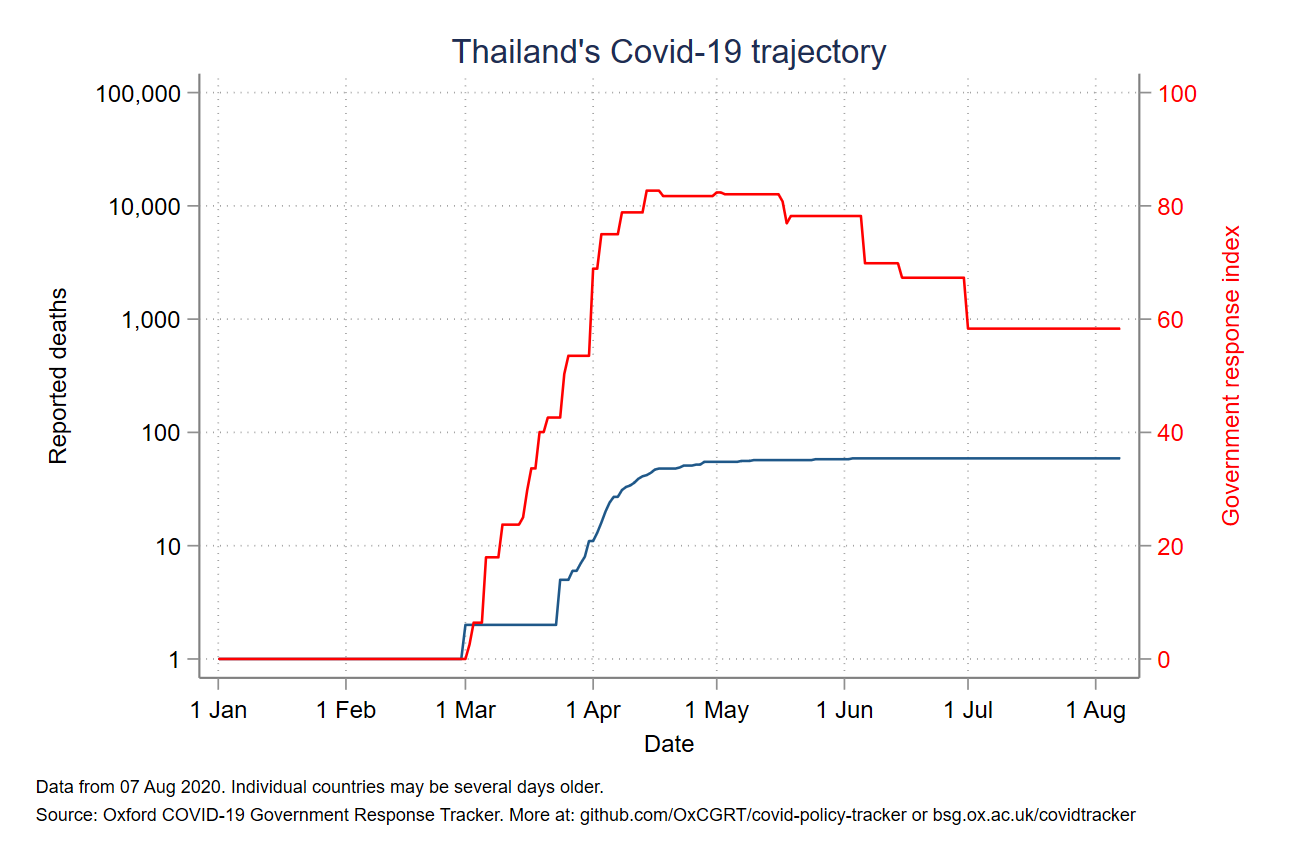 Thailand's Covid-19 trajectory
100,000
10,000
1,000
100
10
1
Reported deaths
100
80
60
40
20
0
Government response index
1 Jan 1 Feb 1 Mar 1 Apr 1 May 1 Jun 1 Jul 1 Aug
Date
Data from 07 Aug 2020. Individual countries may be several days older.
Source: Oxford COVID-19 Government Response Tracker. More at: github.com/OxCGRT/covid-policy-tracker or bsg.ox.ac.uk/covidtracker